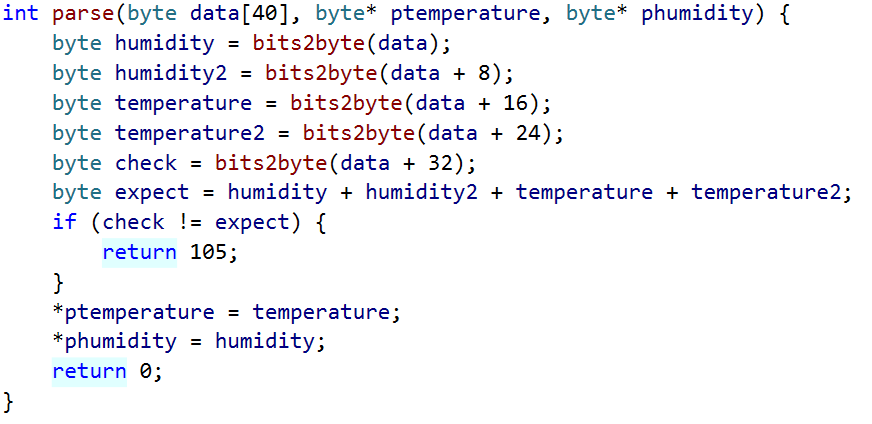 int parse(byte data[40], byte* ptemperature, byte* phumidity) {
    byte humidity = bits2byte(data);
    byte humidity2 = bits2byte(data + 8);
    byte temperature = bits2byte(data + 16);
    byte temperature2 = bits2byte(data + 24);
    byte check = bits2byte(data + 32);
    byte expect = humidity + humidity2 + temperature + temperature2;
    if (check != expect) {
        return 105;
    }
    *ptemperature = temperature;
    *phumidity = humidity;
    return 0;
}